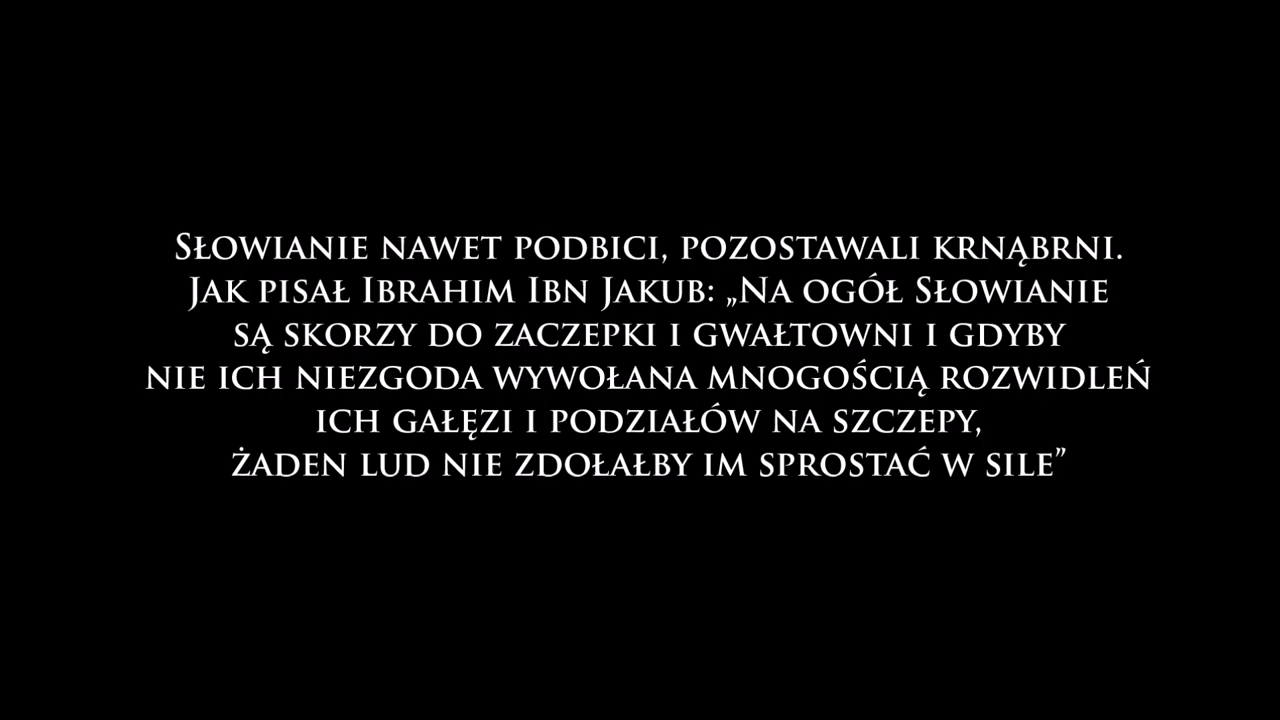 Słowianie nawet podbici, pozostawali krnąbrni.
Jak pisał Ibrahim Ibn Jakub: „Na ogół Słowianie
są skorzy do zaczepki i gwałtowni i gdyby
nie ich niezgoda wywołana mnogością rozwidleń
ich gałęzi i podziałów na szczepy,
żaden lud nie zdołałby im sprostać w sile”